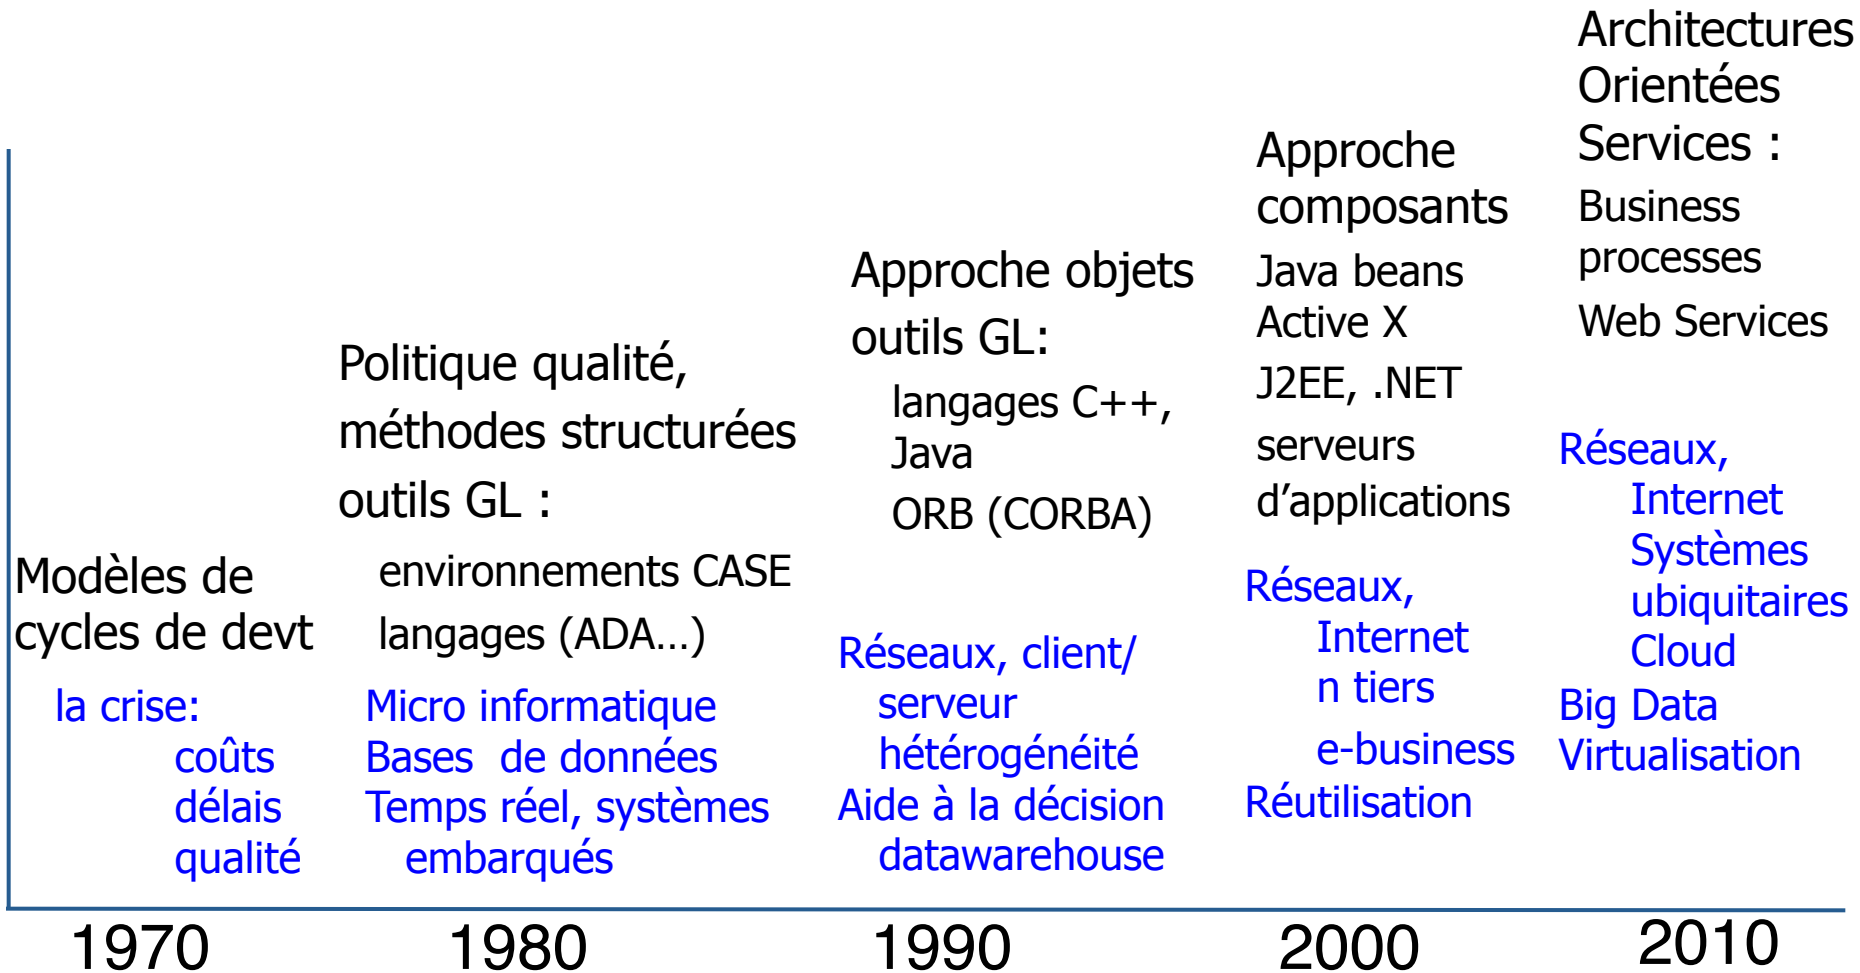 Modèles de
cycles de devt
la crise:
coûts
délais
qualité
1970
Politique qualité,
méthodes structurées
outils GL :
environnements CASE
langages (ADA…)
Micro informatique
Bases de données
Temps réel, systèmes
embarqués
1980
Approche objets
outils GL:
langages C++,
Java
ORB (CORBA)
Réseaux, client/
serveur
hétérogénéité
Aide à la décision
datawarehouse
1990
Approche
composants
Java beans
Active X
J2EE, .NET
serveurs
d’applications
Réseaux,
Internet
n tiers
e-business
Réutilisation
2000
Architectures
Orientées
Services :
Business
processes
Web Services
Réseaux,
Internet
Systèmes
ubiquitaires
Cloud
Big Data
Virtualisation
2010